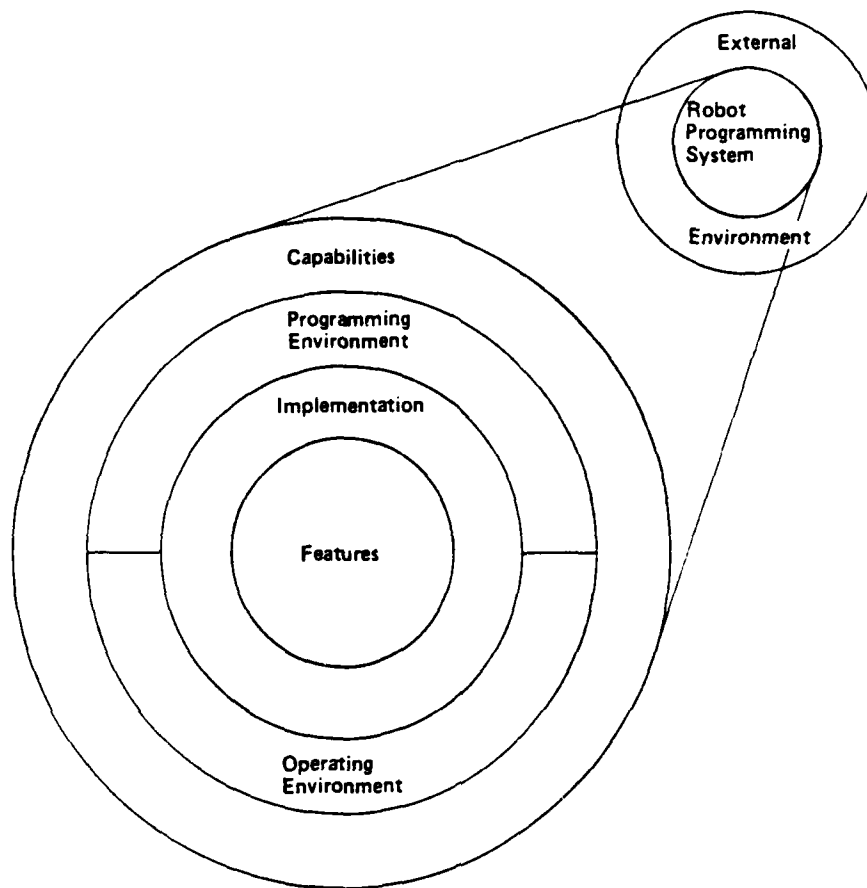 External
Robot
Programming
System
Environment
Capabilities
Programming
Environment
Implementation
Features
Operating
Environment